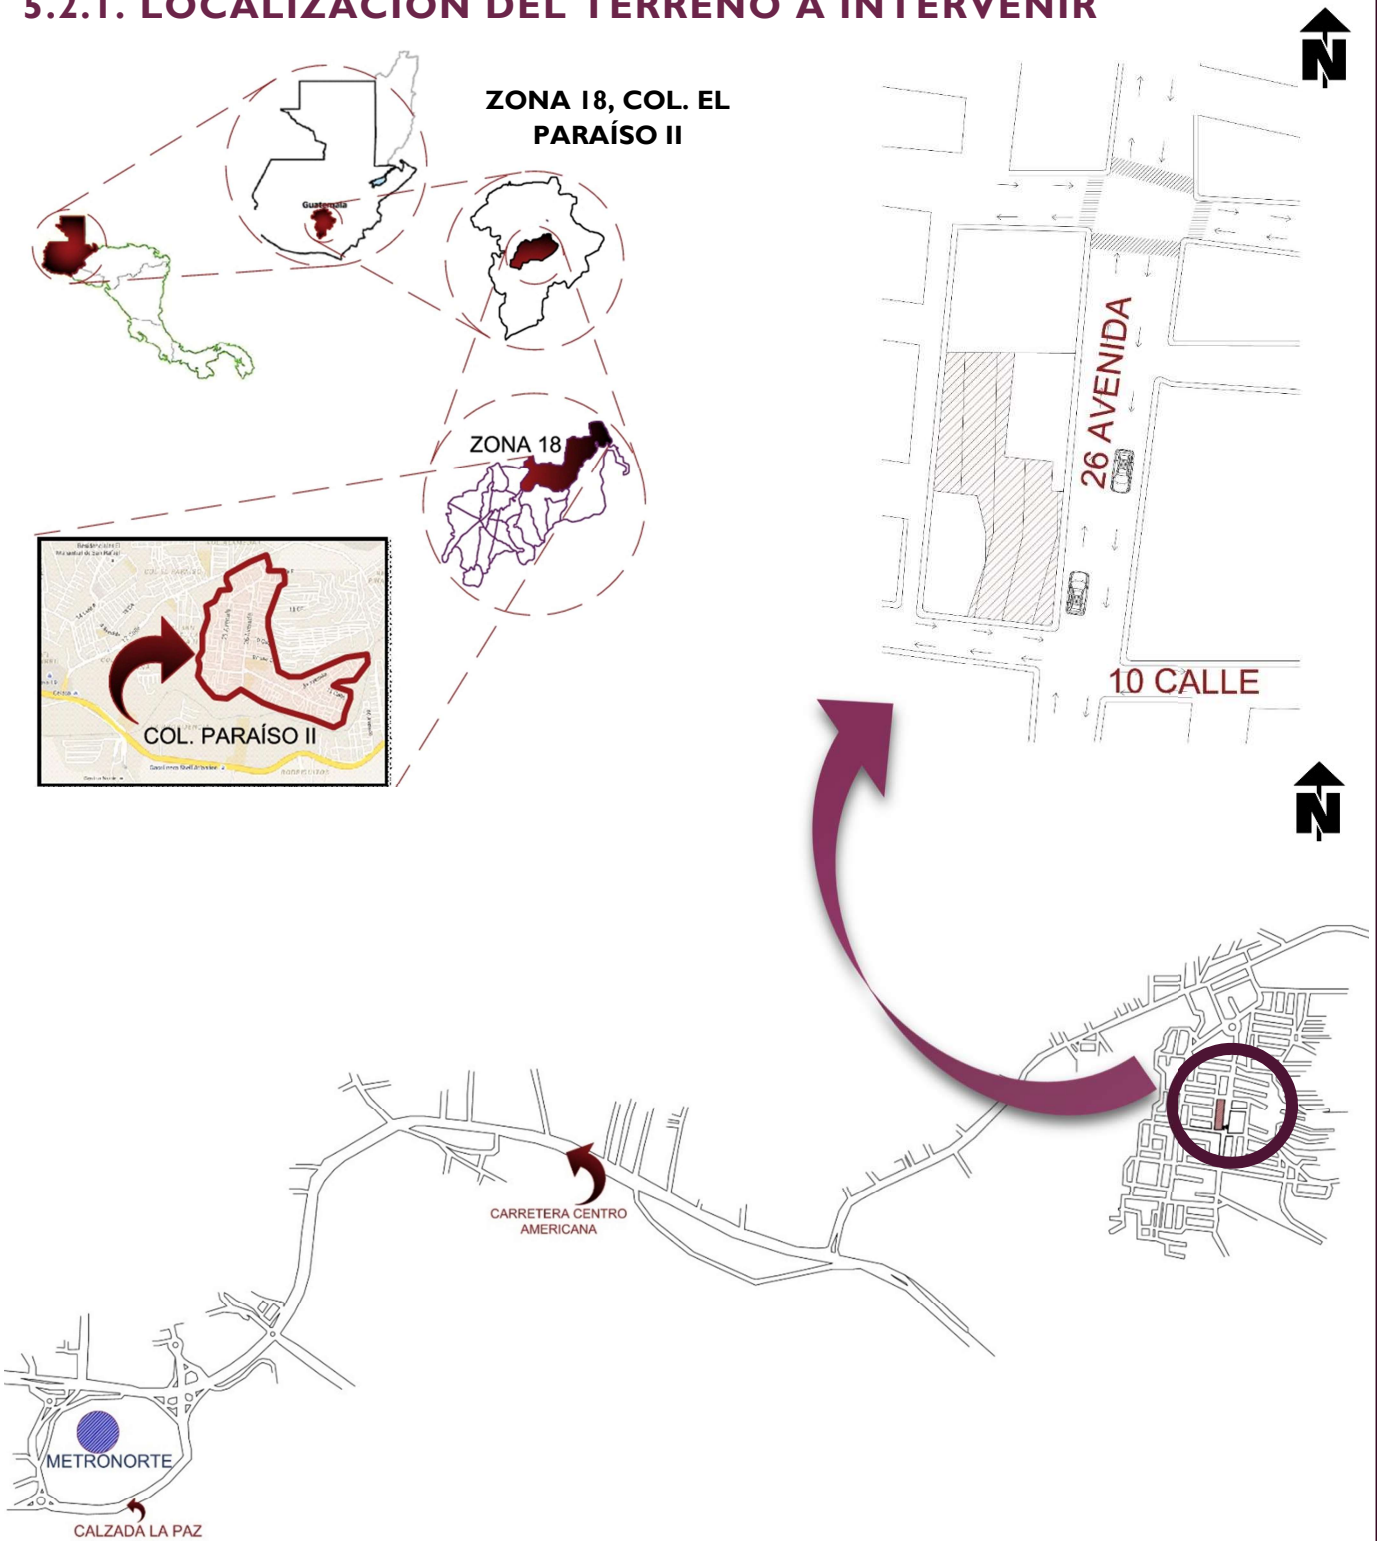 5.2.1. LOCALIZACIÓN DEL TERRENO A INTERVENIR
N
ZONA 18, COL. EL
PARAÍSO II
Guatemala
ZONA 18
COL. PARAÍSO II
26 AVENIDA
10 CALLE
N
CARRETERA CENTRO
AMERICANA
METRONORTE
CALZADA LA PAZ